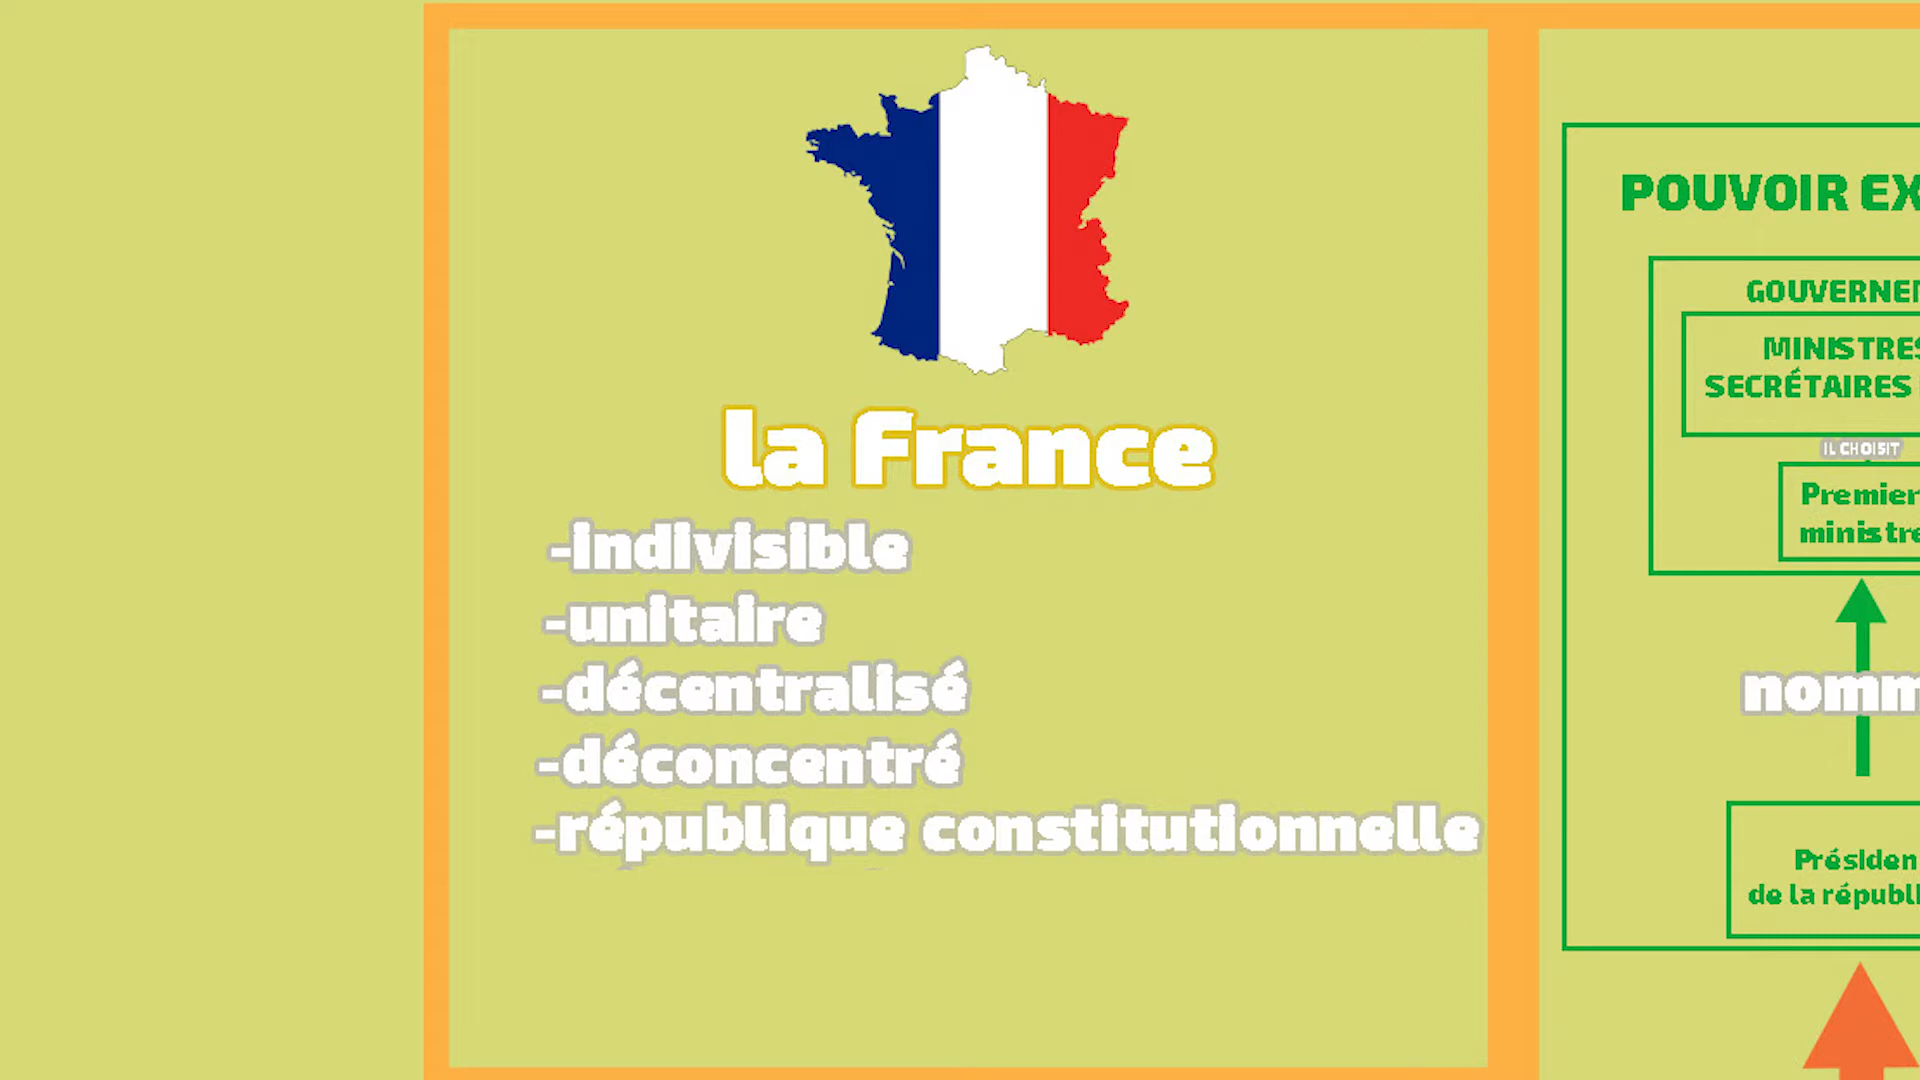 la France
-indivisible
-unitaire
-décentralisé
-déconcentré
-république constitutionnelle
POUVOIR EX
GOUVERNEM
MINISTRES
SECRÉTAIRES
IL CHOISIT
Premier
ministre
nomm
Présiden
de la républi